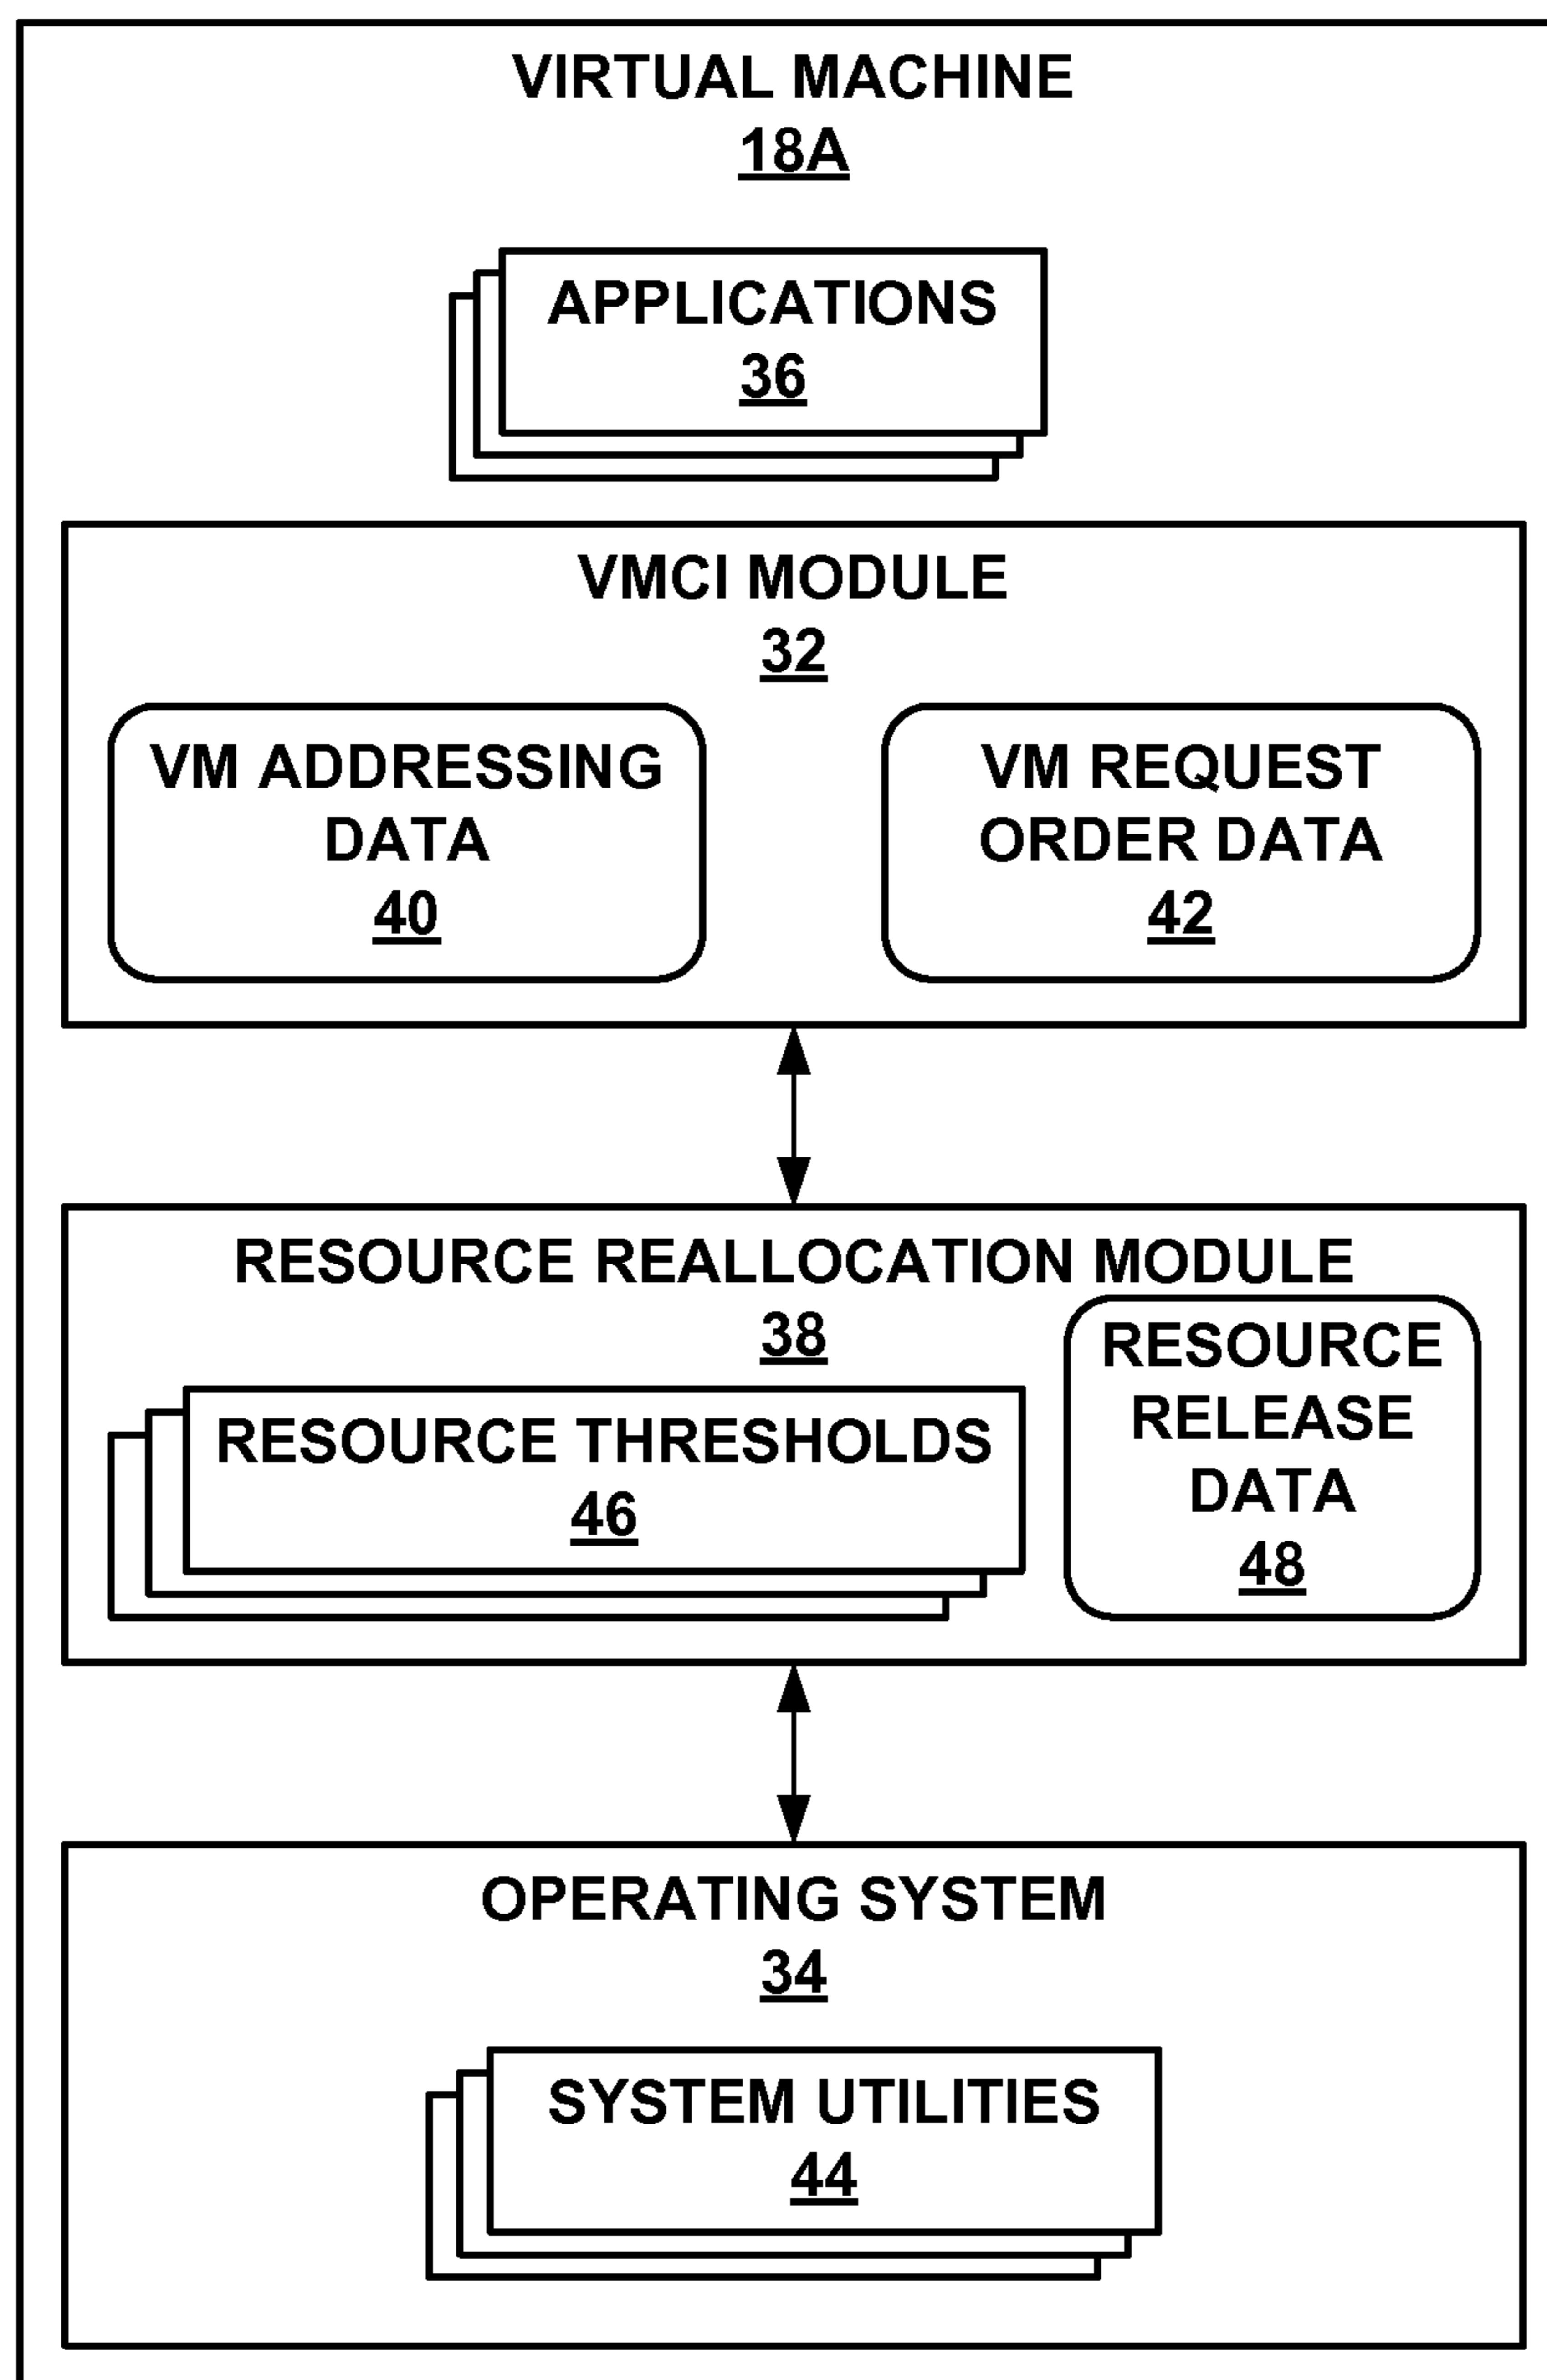 VIRTUAL MACHINE
18A
APPLICATIONS
36
VMCI MODULE
32
VM ADDRESSING
DATA
40
VM REQUEST
ORDER DATA
42
RESOURCE REALLOCATION MODULE
38
RESOURCE THRESHOLDS
46
RESOURCE
RELEASE
DATA
48
OPERATING SYSTEM
34
SYSTEM UTILITIES
44